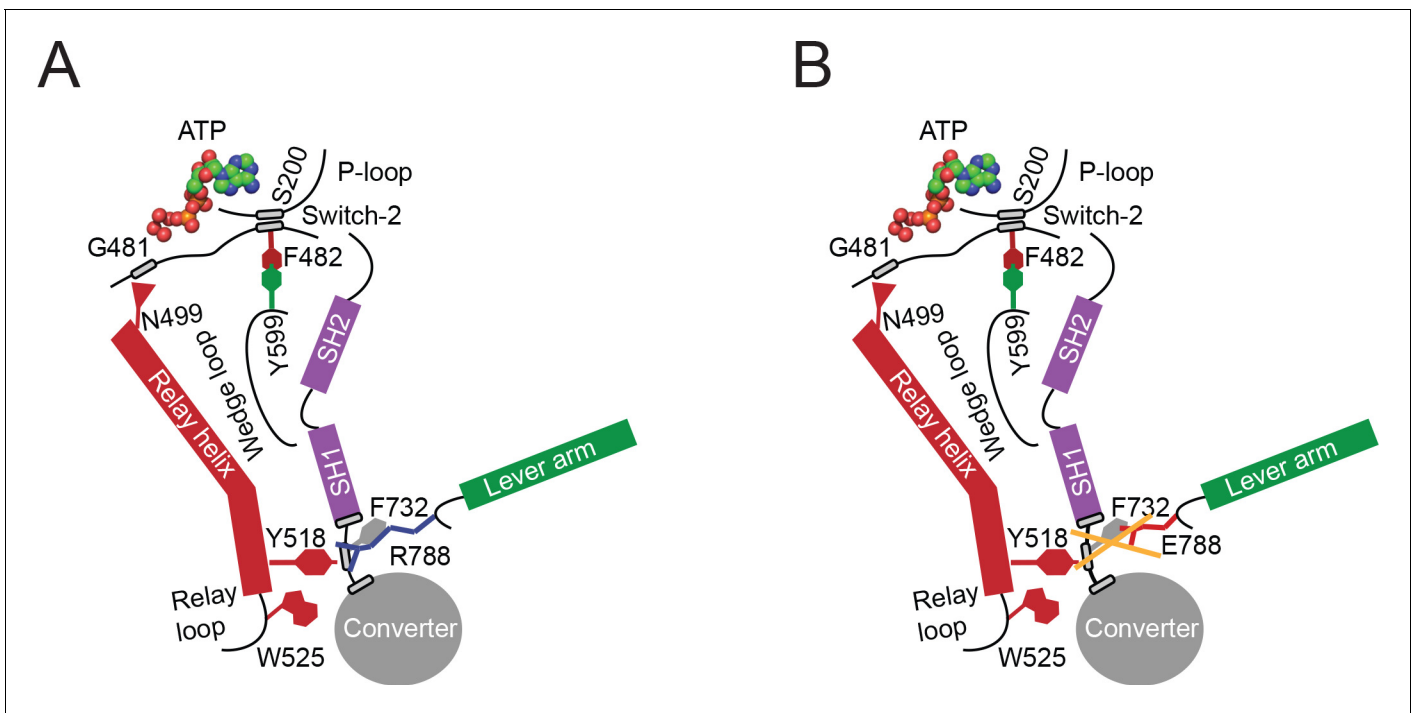 A
ATP
S200
P-loop
Switch-2
G481
F482
N499
Y599
SH2
Wedge loop
Relay helix
SH1
Lever arm
F732
Y518
R788
Relay
loop
Converter
W525
B
ATP
S200
P-loop
Switch-2
G481
F482
N499
Y599
SH2
Wedge loop
Relay helix
SH1
Lever arm
F732
Y518
E788
Relay
loop
Converter
W525